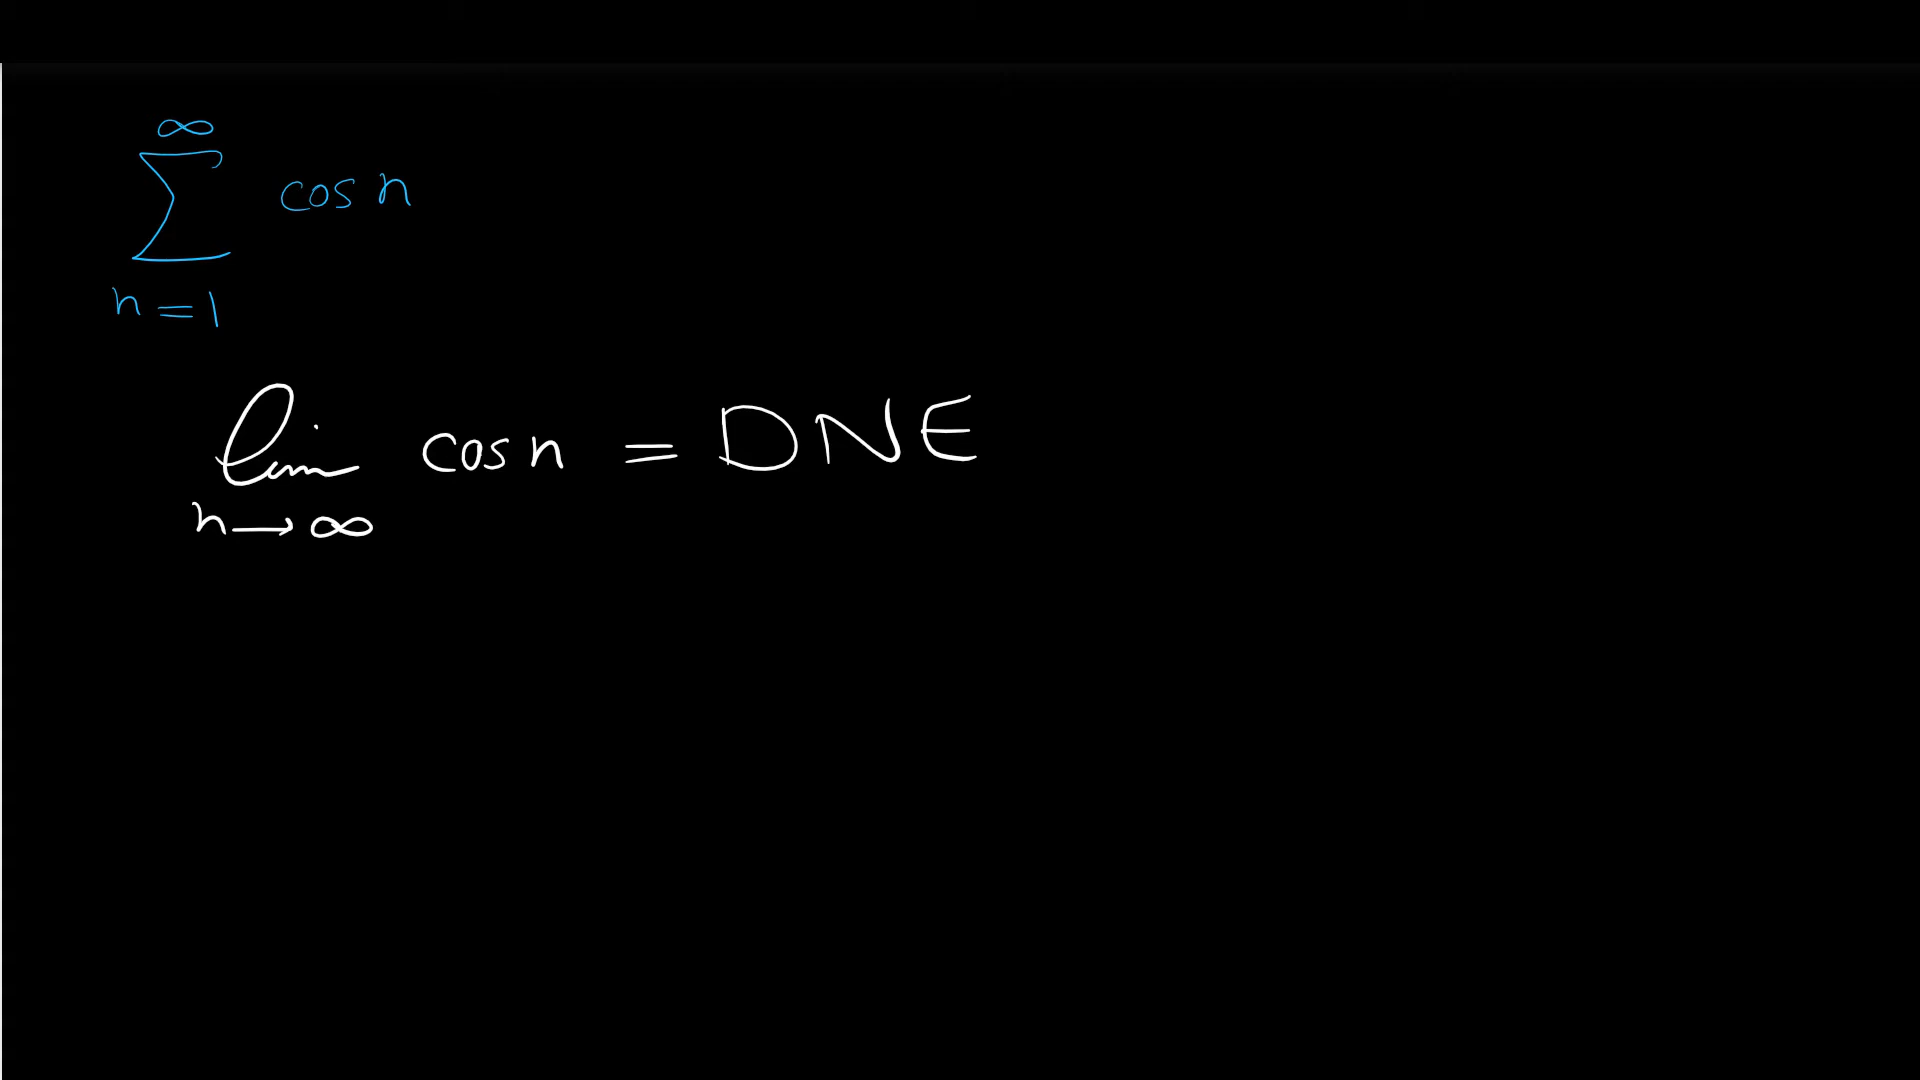 ∞
∑ cos n
n = 1
lim cos n = DNE
n → ∞